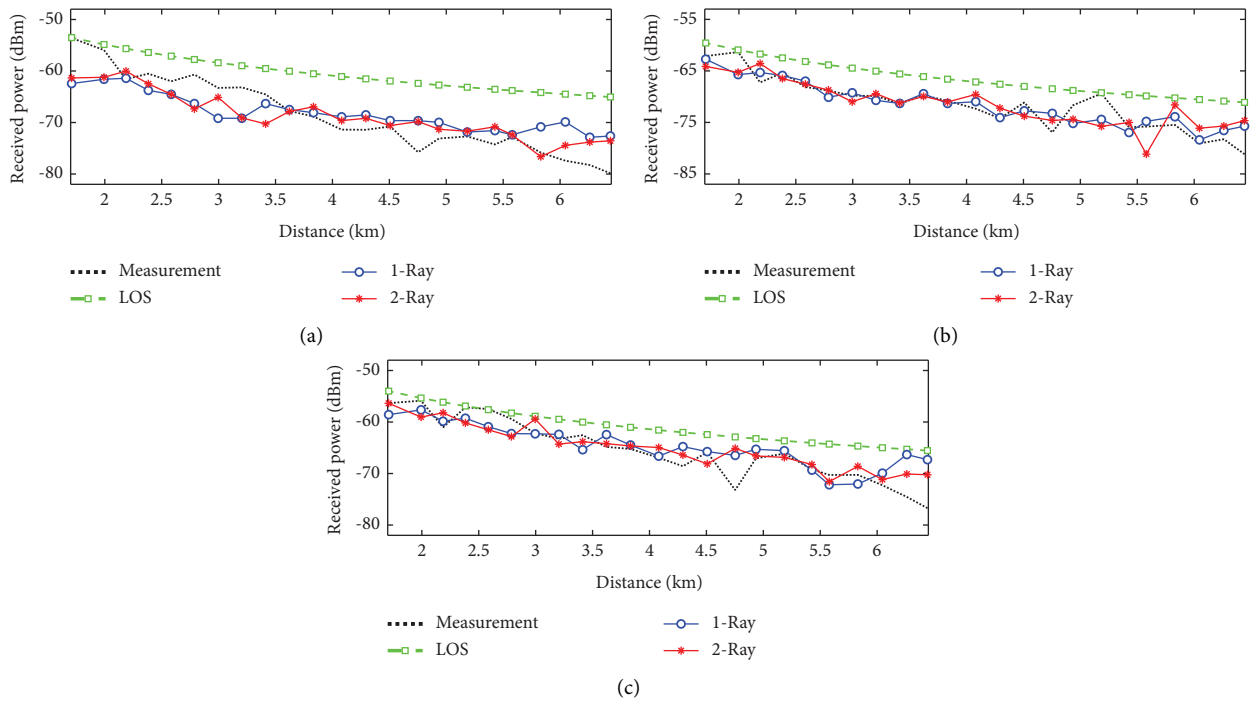 -50
-60
-70
-80
Received power (dBm)
2 2.5 3 3.5 4 4.5 5 5.5 6
Distance (km)
Measurement 1-Ray
LOS 2-Ray
(a)
-55
-65
-75
-85
Received power (dBm)
2 2.5 3 3.5 4 4.5 5 5.5 6
Distance (km)
Measurement 1-Ray
LOS 2-Ray
(b)
-50
-60
-70
-80
Received power (dBm)
2 2.5 3 3.5 4 4.5 5 5.5 6
Distance (km)
Measurement 1-Ray
LOS 2-Ray
(c)